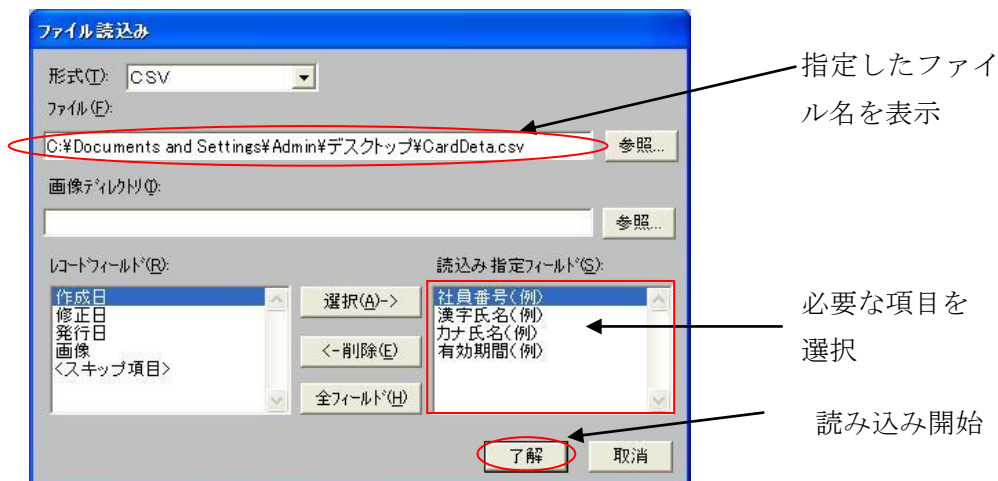 ファイル読込み
形式(T): CSV
ファイル(F):
C:¥Documents and Settings¥Admin¥デスクトップ¥CardDeta.csv
参照...
画像ディレクトリ(I):
参照...
レコードフィールド(R):
作成日
修正日
発行日
画像
<スキップ項目>
選択(A)->
<-削除(E)
全フィールド(H)
読込み指定フィールド(S):
社員番号(例)
漢字氏名(例)
カナ氏名(例)
有効期間(例)
了解
取消
指定したファイ
ル名を表示
必要な項目を
選択
読み込み開始